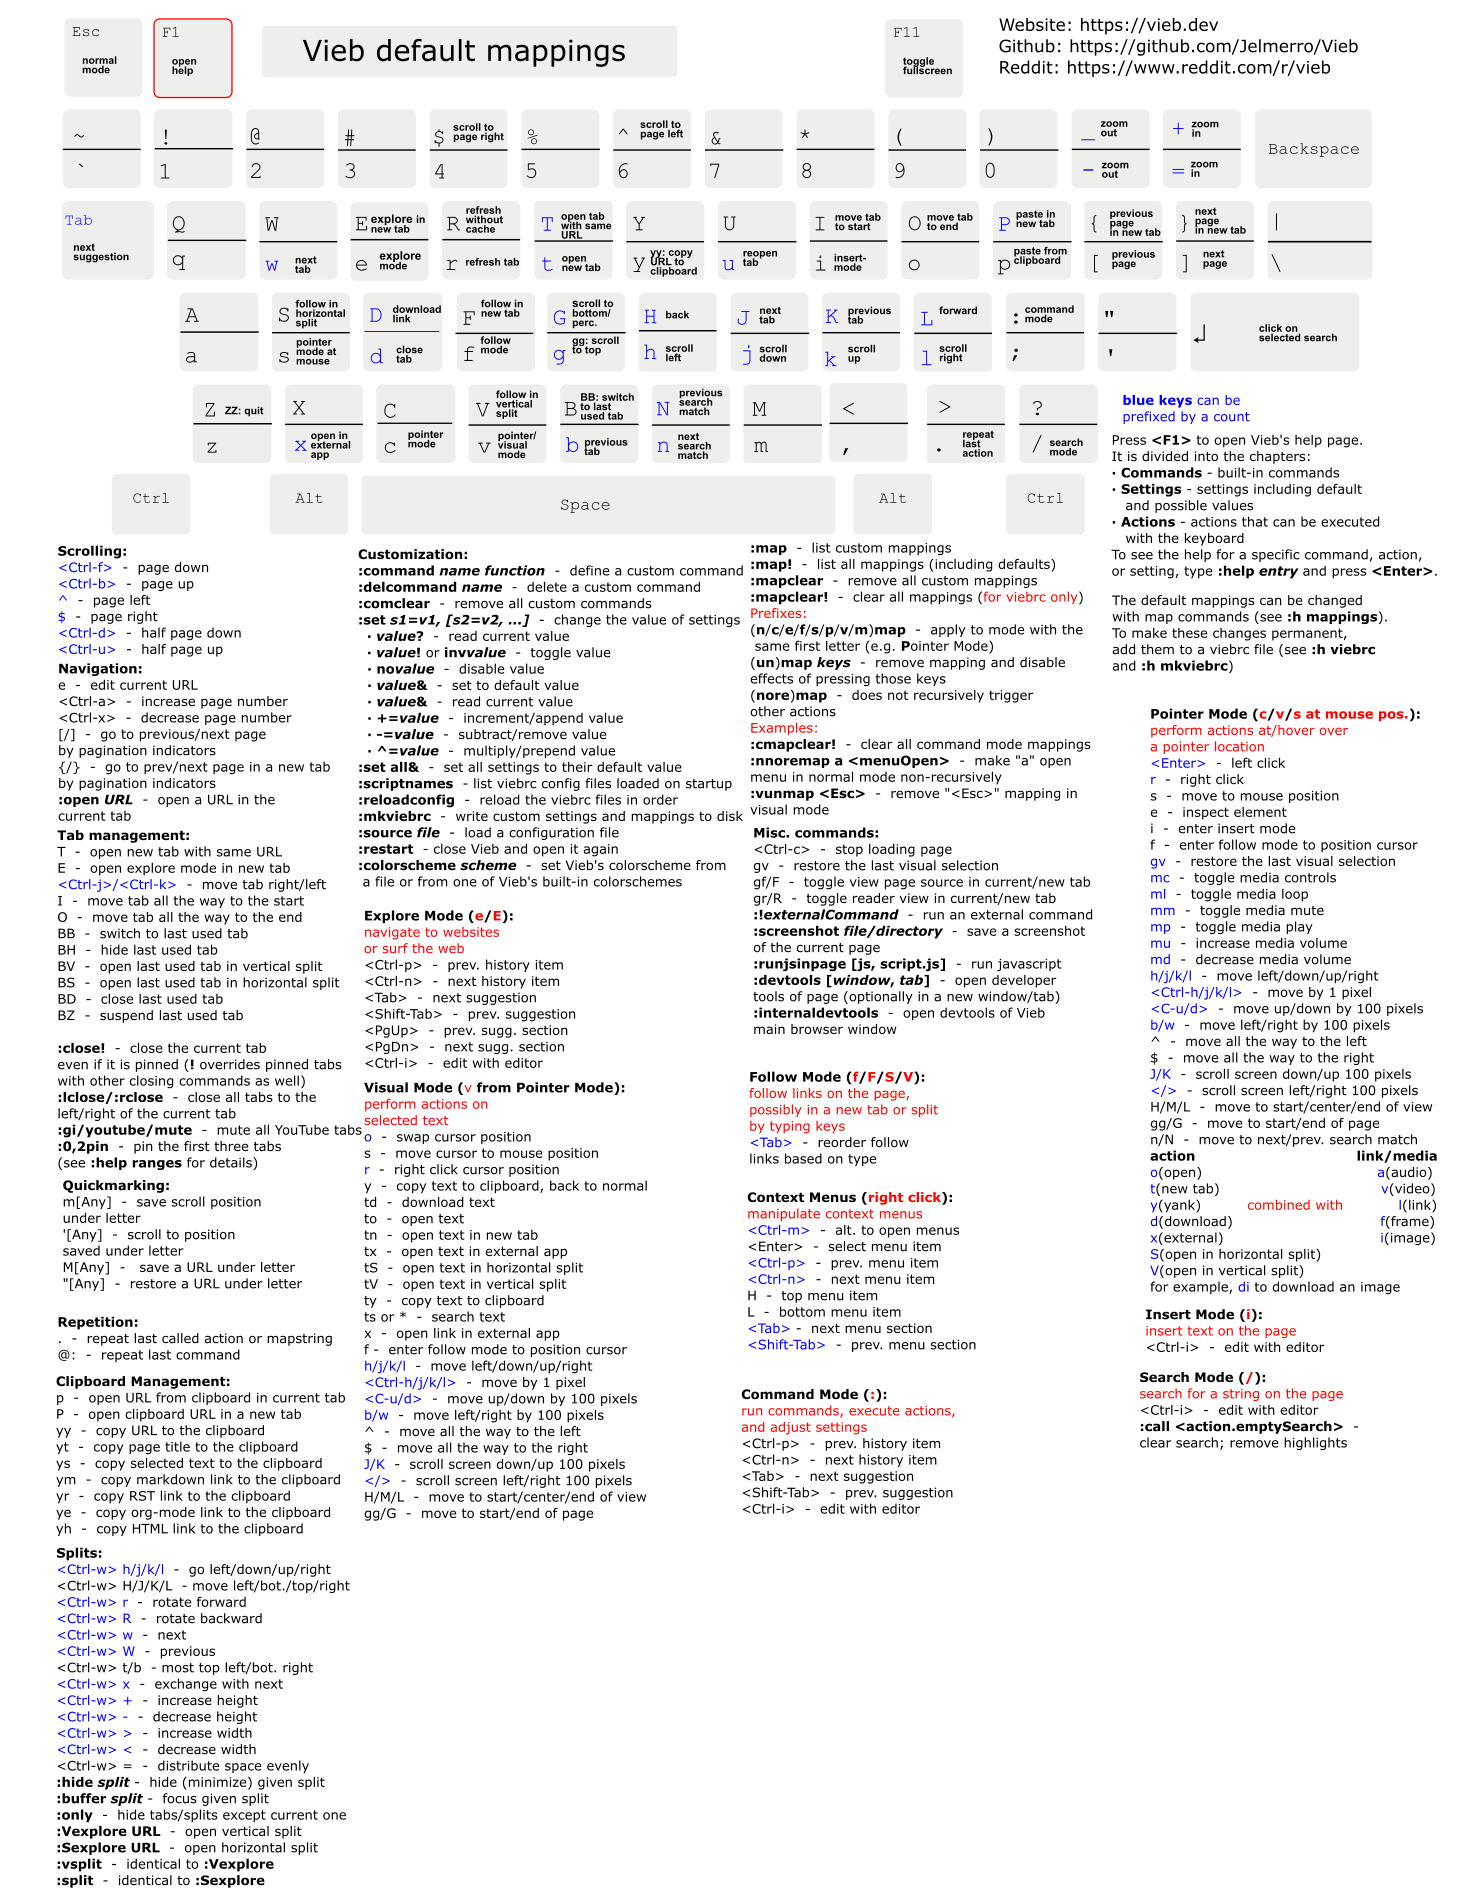 Esc
normal
mode
F1
open
help
Vieb default mappings
F11
toggle
fullscreen
Website: https://vieb.dev
Github: https://github.com/Jelmerro/Vieb
Reddit: https://www.reddit.com/r/vieb
~
`
!
1
@
2
#
3
$ scroll to
page right
4
%
5
^ scroll to
page left
6
&
7
*
8
(
9
)
0
_ zoom
out
- zoom
out
+ zoom
in
= zoom
in
Backspace
Tab
next
suggestion
Q
q
W
w next
tab
E explore in
new tab
e explore
mode
R refresh
without
cache
r refresh tab
T open tab
with same
URL
t open
new tab
Y
y yy: copy
URL to
clipboard
U
u reopen
tab
I move tab
to start
i insert-
mode
O move tab
to end
o
P paste in
new tab
p paste from
clipboard
{ previous
page
in new tab
[ previous
page
} next
page
in new tab
] next
page
|
\
A
a
S follow in
horizontal
split
s pointer
mode at
mouse
D download
link
d close
tab
F follow in
new tab
f follow
mode
G scroll to
bottom/
perc.
g gg: scroll
to top
H back
h scroll
left
J next
tab
j scroll
down
K previous
tab
k scroll
up
L forward
l scroll
right
: command
mode
;
"
'
↲ click on
selected search
Z ZZ: quit
z
X
x open in
external
app
C
c pointer
mode
V follow in
vertical
split
v pointer/
visual
mode
B BB: switch
to last
used tab
b previous
tab
N previous
search
match
n next
search
match
M
m
<
,
>
. repeat
last
action
?
/ search
mode
Ctrl
Alt
Space
Alt
Ctrl
blue keys can be
prefixed by a count
Press <F1> to open Vieb's help page.
It is divided into the chapters:
· Commands - built-in commands
· Settings - settings including default
and possible values
· Actions - actions that can be executed
with the keyboard
To see the help for a specific command, action,
or setting, type :help entry and press <Enter>.
The default mappings can be changed
with map commands (see :h mappings).
To make these changes permanent,
add them to a viebrc file (see :h viebrc
and :h mkviebrc)
Scrolling:
<Ctrl-f> - page down
<Ctrl-b> - page up
^ - page left
$ - page right
<Ctrl-d> - half page down
<Ctrl-u> - half page up
Navigation:
e - edit current URL
<Ctrl-a> - increase page number
<Ctrl-x> - decrease page number
[/] - go to previous/next page
by pagination indicators
{/} - go to prev/next page in a new tab
by pagination indicators
:open URL - open a URL in the
current tab
Tab management:
T - open new tab with same URL
E - open explore mode in new tab
<Ctrl-j>/<Ctrl-k> - move tab right/left
I - move tab all the way to the start
O - move tab all the way to the end
BB - switch to last used tab
BH - hide last used tab
BV - open last used tab in vertical split
BS - open last used tab in horizontal split
BD - close last used tab
BZ - suspend last used tab
:close! - close the current tab
even if it is pinned (! overrides pinned tabs
with other closing commands as well)
:lclose/:rclose - close all tabs to the
left/right of the current tab
:gi/youtube/mute - mute all YouTube tabs
:0,2pin - pin the first three tabs
(see :help ranges for details)
Quickmarking:
m[Any] - save scroll position
under letter
'[Any] - scroll to position
saved under letter
M[Any] - save a URL under letter
"[Any] - restore a URL under letter
Repetition:
. - repeat last called action or mapstring
@: - repeat last command
Clipboard Management:
p - open URL from clipboard in current tab
P - open clipboard URL in a new tab
yy - copy URL to the clipboard
yt - copy page title to the clipboard
ys - copy selected text to the clipboard
ym - copy markdown link to the clipboard
yr - copy RST link to the clipboard
ye - copy org-mode link to the clipboard
yh - copy HTML link to the clipboard
Splits:
<Ctrl-w> h/j/k/l - go left/down/up/right
<Ctrl-w> H/J/K/L - move left/bot./top/right
<Ctrl-w> r - rotate forward
<Ctrl-w> R - rotate backward
<Ctrl-w> w - next
<Ctrl-w> W - previous
<Ctrl-w> t/b - most top left/bot. right
<Ctrl-w> x - exchange with next
<Ctrl-w> + - increase height
<Ctrl-w> - - decrease height
<Ctrl-w> > - increase width
<Ctrl-w> < - decrease width
<Ctrl-w> = - distribute space evenly
:hide split - hide (minimize) given split
:buffer split - focus given split
:only - hide tabs/splits except current one
:Vexplore URL - open vertical split
:Sexplore URL - open horizontal split
:vsplit - identical to :Vexplore
:split - identical to :Sexplore
Customization:
:command name function - define a custom command
:delcommand name - delete a custom command
:comclear - remove all custom commands
:set s1=v1, [s2=v2, ...] - change the value of settings
· value? - read current value
· value! or invvalue - toggle value
· novalue - disable value
· value& - set to default value
· value& - read current value
· +=value - increment/append value
· -=value - subtract/remove value
· ^=value - multiply/prepend value
:set all& - set all settings to their default value
:scriptnames - list viebrc config files loaded on startup
:reloadconfig - reload the viebrc files in order
:mkviebrc - write custom settings and mappings to disk
:source file - load a configuration file
:restart - close Vieb and open it again
:colorscheme scheme - set Vieb's colorscheme from
a file or from one of Vieb's built-in colorschemes
Explore Mode (e/E):
navigate to websites
or surf the web
<Ctrl-p> - prev. history item
<Ctrl-n> - next history item
<Tab> - next suggestion
<Shift-Tab> - prev. suggestion
<PgUp> - prev. sugg. section
<PgDn> - next sugg. section
<Ctrl-i> - edit with editor
Visual Mode (v from Pointer Mode):
perform actions on
selected text
o - swap cursor position
s - move cursor to mouse position
r - right click cursor position
y - copy text to clipboard, back to normal
td - download text
to - open text
tn - open text in new tab
tx - open text in external app
tS - open text in horizontal split
tV - open text in vertical split
ty - copy text to clipboard
ts or * - search text
x - open link in external app
f - enter follow mode to position cursor
h/j/k/l - move left/down/up/right
<Ctrl-h/j/k/l> - move by 1 pixel
<C-u/d> - move up/down by 100 pixels
b/w - move left/right by 100 pixels
^ - move all the way to the left
$ - move all the way to the right
J/K - scroll screen down/up 100 pixels
</> - scroll screen left/right 100 pixels
H/M/L - move to start/center/end of view
gg/G - move to start/end of page
:map - list custom mappings
:map! - list all mappings (including defaults)
:mapclear - remove all custom mappings
:mapclear! - clear all mappings (for viebrc only)
Prefixes:
(n/c/e/f/s/p/v/m)map - apply to mode with the
same first letter (e.g. Pointer Mode)
(un)map keys - remove mapping and disable
effects of pressing those keys
(nore)map - does not recursively trigger
other actions
Examples:
:cmapclear! - clear all command mode mappings
:nnoremap a <menuOpen> - make "a" open
menu in normal mode non-recursively
:vunmap <Esc> - remove "<Esc>" mapping in
visual mode
Misc. commands:
<Ctrl-c> - stop loading page
gv - restore the last visual selection
gf/F - toggle view page source in current/new tab
gr/R - toggle reader view in current/new tab
:!externalCommand - run an external command
:screenshot file/directory - save a screenshot
of the current page
:runjsinpage [js, script.js] - run javascript
:devtools [window, tab] - open developer
tools of page (optionally in a new window/tab)
:internaldevtools - open devtools of Vieb
main browser window
Follow Mode (f/F/S/V):
follow links on the page,
possibly in a new tab or split
by typing keys
<Tab> - reorder follow
links based on type
Context Menus (right click):
manipulate context menus
<Ctrl-m> - alt. to open menus
<Enter> - select menu item
<Ctrl-p> - prev. menu item
<Ctrl-n> - next menu item
H - top menu item
L - bottom menu item
<Tab> - next menu section
<Shift-Tab> - prev. menu section
Command Mode (:):
run commands, execute actions,
and adjust settings
<Ctrl-p> - prev. history item
<Ctrl-n> - next history item
<Tab> - next suggestion
<Shift-Tab> - prev. suggestion
<Ctrl-i> - edit with editor
Pointer Mode (c/v/s at mouse pos.):
perform actions at/hover over
a pointer location
<Enter> - left click
r - right click
s - move to mouse position
e - inspect element
i - enter insert mode
f - enter follow mode to position cursor
gv - restore the last visual selection
mc - toggle media controls
ml - toggle media loop
mm - toggle media mute
mp - toggle media play
mu - increase media volume
md - decrease media volume
h/j/k/l - move left/down/up/right
<Ctrl-h/j/k/l> - move by 1 pixel
<C-u/d> - move up/down by 100 pixels
b/w - move left/right by 100 pixels
^ - move all the way to the left
$ - move all the way to the right
J/K - scroll screen down/up 100 pixels
</> - scroll screen left/right 100 pixels
H/M/L - move to start/center/end of view
gg/G - move to start/end of page
n/N - move to next/prev. search match
action link/media
o(open) a(audio)
t(new tab) v(video)
y(yank) combined with l(link)
d(download) f(frame)
x(external) i(image)
S(open in horizontal split)
V(open in vertical split)
for example, di to download an image
Insert Mode (i):
insert text on the page
<Ctrl-i> - edit with editor
Search Mode (/):
search for a string on the page
<Ctrl-i> - edit with editor
:call <action.emptySearch> -
clear search; remove highlights